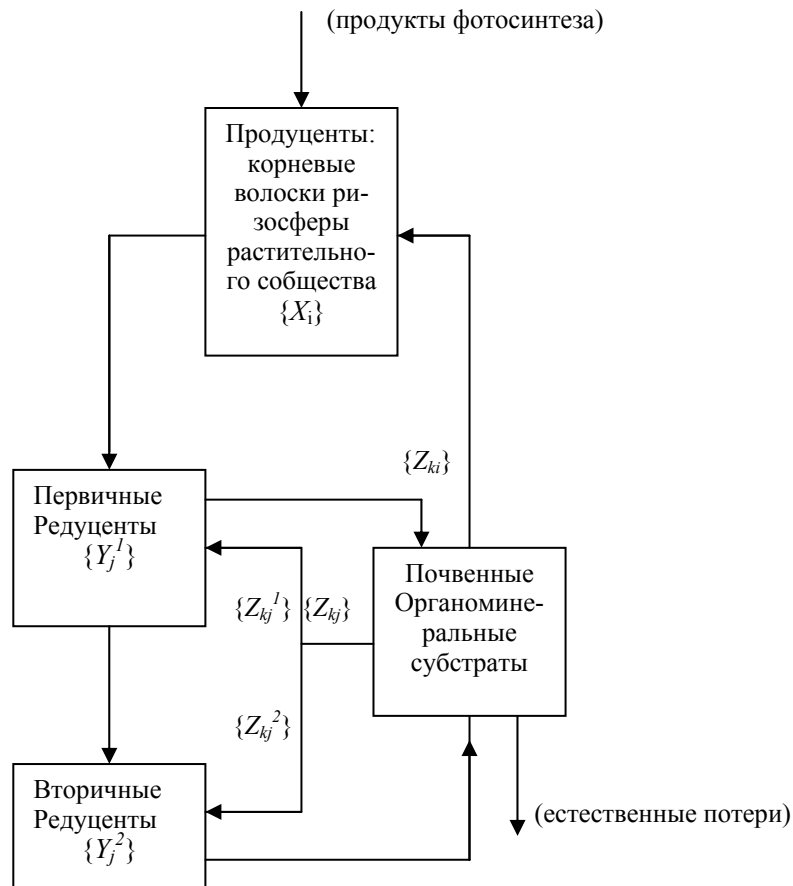 (продукты фотосинтеза)
Продуценты:
корневые
волоски ри-
зосферы
растительно-
го собщества
{Xi}
{Zki}
Первичные
Редуценты
{Yj1}
Почвенные
Органомине-
ральные
субстраты
{Zkj1} {Zkj}
{Zkj2}
Вторичные
Редуценты
{Yj2}
(естественные потери)